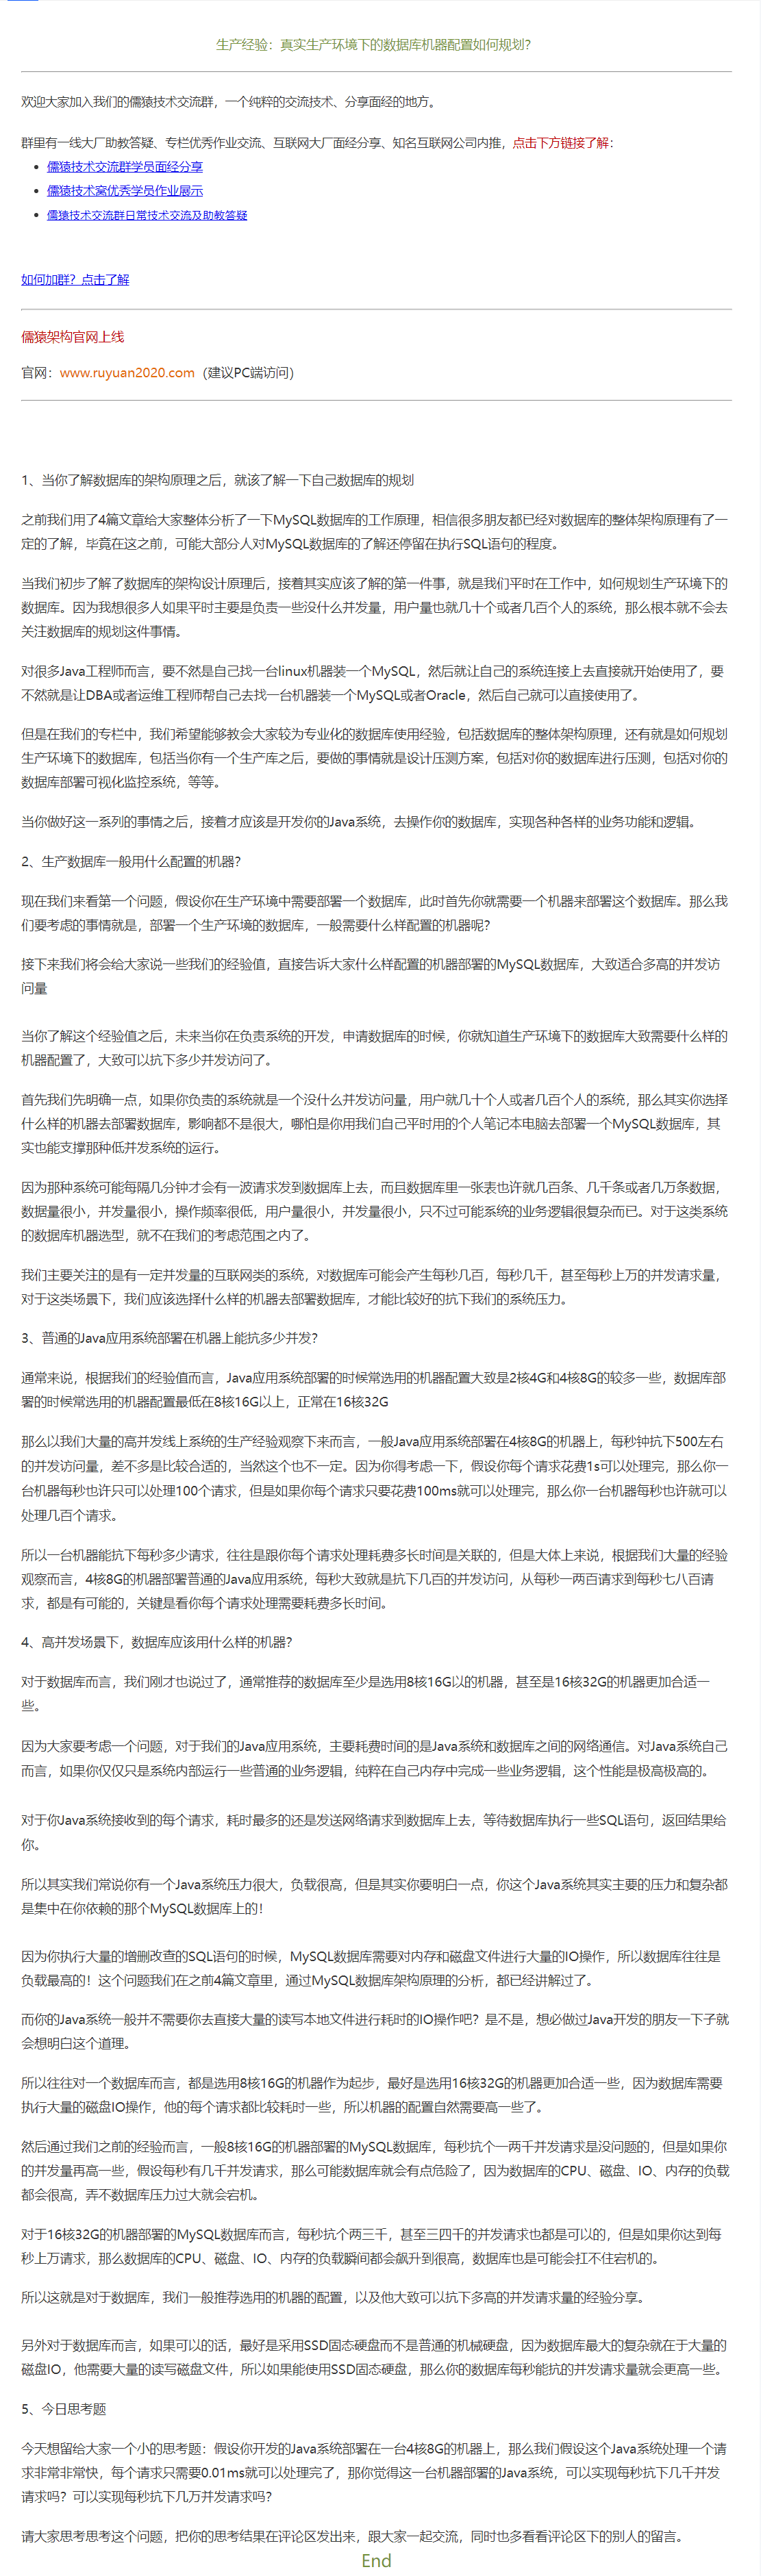 生产经验：真实生产环境下的数据库机器配置如何规划？
欢迎大家加入我们的儒猿技术交流群，一个纯粹的交流技术、分享面经的地方。
群里有一线大厂助教答疑、专栏优秀作业交流、互联网大厂面经分享、知名互联网公司内推，点击下方链接了解：
• 儒猿技术交流群学员面经分享
• 儒猿技术窝优秀学员作业展示
• 儒猿技术交流群日常技术交流及助教答疑
如何加群？点击了解
儒猿架构官网上线
官网：www.ruyuan2020.com（建议PC端访问）
1、当你了解数据库的架构原理之后，就该了解一下自己数据库的规划
之前我们用了4篇文章给大家整体分析了一下MySQL数据库的工作原理，相信很多朋友都已经对数据库的整体架构原理有了一
定的了解，毕竟在这之前，可能大部分人对MySQL数据库的了解还停留在执行SQL语句的程度。
当我们初步了解了数据库的架构设计原理后，接着其实应该了解的第一件事，就是我们平时在工作中，如何规划生产环境下的
数据库。因为我想很多人如果平时主要是负责一些没什么并发量，用户量也就几十个或者几百个人的系统，那么根本就不会去
关注数据库的规划这件事情。
对很多Java工程师而言，要不然是自己找一台linux机器装一个MySQL，然后就让自己的系统连接上去直接就开始使用了，要
不然就是让DBA或者运维工程师帮自己去找一台机器装一个MySQL或者Oracle，然后自己就可以直接使用了。
但是在我们的专栏中，我们希望能够教会大家较为专业化的数据库使用经验，包括数据库的整体架构原理，还有就是如何规划
生产环境下的数据库，包括当你有一个生产库之后，要做的事情就是设计压测方案，包括对你的数据库进行压测，包括对你的
数据库部署可视化监控系统，等等。
当你做好这一系列的事情之后，接着才应该是开发你的Java系统，去操作你的数据库，实现各种各样的业务功能和逻辑。
2、生产数据库一般用什么配置的机器？
现在我们来看第一个问题，假设你在生产环境中需要部署一个数据库，此时首先你就需要一个机器来部署这个数据库。那么我
们要考虑的事情就是，部署一个生产环境的数据库，一般需要什么样配置的机器呢？
接下来我们将会给大家说一些我们的经验值，直接告诉大家什么样配置的机器部署的MySQL数据库，大致适合多高的并发访
问量
当你了解这个经验值之后，未来当你在负责系统的开发，申请数据库的时候，你就知道生产环境下的数据库大致需要什么样的
机器配置了，大致可以抗下多少并发访问了。
首先我们先明确一点，如果你负责的系统就是一个没什么并发访问量，用户就几十个人或者几百个人的系统，那么其实你选择
什么样的机器去部署数据库，影响都不是很大，哪怕是你用我们自己平时用的个人笔记本电脑去部署一个MySQL数据库，其
实也能支撑那种低并发系统的运行。
因为那种系统可能每隔几分钟才会有一波请求发到数据库上去，而且数据库里一张表也许就几百条、几千条或者几万条数据，
数据量很小，并发量很小，操作频率很低，用户量很小，并发量很小，只不过可能系统的业务逻辑很复杂而已。对于这类系统
的数据库机器选型，就不在我们的考虑范围之内了。
我们主要关注的是有一定并发量的互联网类的系统，对数据库可能会产生每秒几百，每秒几千，甚至每秒上万的并发请求量，
对于这类场景下，我们应该选择什么样的机器去部署数据库，才能比较好的抗下我们的系统压力。
3、普通的Java应用系统部署在机器上能抗多少并发？
通常来说，根据我们的经验值而言，Java应用系统部署的时候常选用的机器配置大致是2核4G和4核8G的较多一些，数据库部
署的时候常选用的机器配置最低在8核16G以上，正常在16核32G
那么以我们大量的高并发线上系统的生产经验观察下来而言，一般Java应用系统部署在4核8G的机器上，每秒钟抗下500左右
的并发访问量，差不多是比较合适的，当然这个也不一定。因为你得考虑一下，假设你每个请求花费1s可以处理完，那么你一
台机器每秒也许只可以处理100个请求，但是如果你每个请求只要花费100ms就可以处理完，那么你一台机器每秒也许就可以
处理几百个请求。
所以一台机器能抗下每秒多少请求，往往是跟你每个请求处理耗费多长时间是关联的，但是大体上来说，根据我们大量的经验
观察而言，4核8G的机器部署普通的Java应用系统，每秒大致就是抗下几百的并发访问，从每秒一两百请求到每秒七八百请
求，都是有可能的，关键是看你每个请求处理需要耗费多长时间。
4、高并发场景下，数据库应该用什么样的机器？
对于数据库而言，我们刚才也说过了，通常推荐的数据库至少是选用8核16G以的机器，甚至是16核32G的机器更加合适一
些。
因为大家要考虑一个问题，对于我们的Java应用系统，主要耗费时间的是Java系统和数据库之间的网络通信。对Java系统自己
而言，如果你仅仅只是系统内部运行一些普通的业务逻辑，纯粹在自己内存中完成一些业务逻辑，这个性能是极高极高的。
对于你Java系统接收到的每个请求，耗时最多的还是发送网络请求到数据库上去，等待数据库执行一些SQL语句，返回结果给
你。
所以其实我们常说你有一个Java系统压力很大，负载很高，但是其实你要明白一点，你这个Java系统其实主要的压力和复杂都
是集中在你依赖的那个MySQL数据库上的！
因为你执行大量的增删改查的SQL语句的时候，MySQL数据库需要对内存和磁盘文件进行大量的IO操作，所以数据库往往是
负载最高的！这个问题我们在之前4篇文章里，通过MySQL数据库架构原理的分析，都已经讲解过了。
而你的Java系统一般并不需要你去直接大量的读写本地文件进行耗时的IO操作吧？是不是，想必做过Java开发的朋友一下子就
会想明白这个道理。
所以往往对一个数据库而言，都是选用8核16G的机器作为起步，最好是选用16核32G的机器更加合适一些，因为数据库需要
执行大量的磁盘IO操作，他的每个请求都比较耗时一些，所以机器的配置自然需要高一些了。
然后通过我们之前的经验而言，一般8核16G的机器部署的MySQL数据库，每秒抗个一两千并发请求是没问题的，但是如果你
的并发量再高一些，假设每秒有几千并发请求，那么可能数据库就会有点危险了，因为数据库的CPU、磁盘、IO、内存的负载
都会很高，弄不数据库压力过大就会宕机。
对于16核32G的机器部署的MySQL数据库而言，每秒抗个两三千，甚至三四千的并发请求也都是可以的，但是如果你达到每
秒上万请求，那么数据库的CPU、磁盘、IO、内存的负载瞬间都会飙升到很高，数据库也是可能会扛不住宕机的。
所以这就是对于数据库，我们一般推荐选用的机器的配置，以及他大致可以抗下多高的并发请求量的经验分享。
另外对于数据库而言，如果可以的话，最好是采用SSD固态硬盘而不是普通的机械硬盘，因为数据库最大的复杂就在于大量的
磁盘IO，他需要大量的读写磁盘文件，所以如果能使用SSD固态硬盘，那么你的数据库每秒能抗的并发请求量就会更高一些。
5、今日思考题
今天想留给大家一个小的思考题：假设你开发的Java系统部署在一台4核8G的机器上，那么我们假设这个Java系统处理一个请
求非常非常快，每个请求只需要0.01ms就可以处理完了，那你觉得这一台机器部署的Java系统，可以实现每秒抗下几千并发
请求吗？可以实现每秒抗下几万并发请求吗？
请大家思考思考这个问题，把你的思考结果在评论区发出来，跟大家一起交流，同时也多看看评论区下的别人的留言。
End